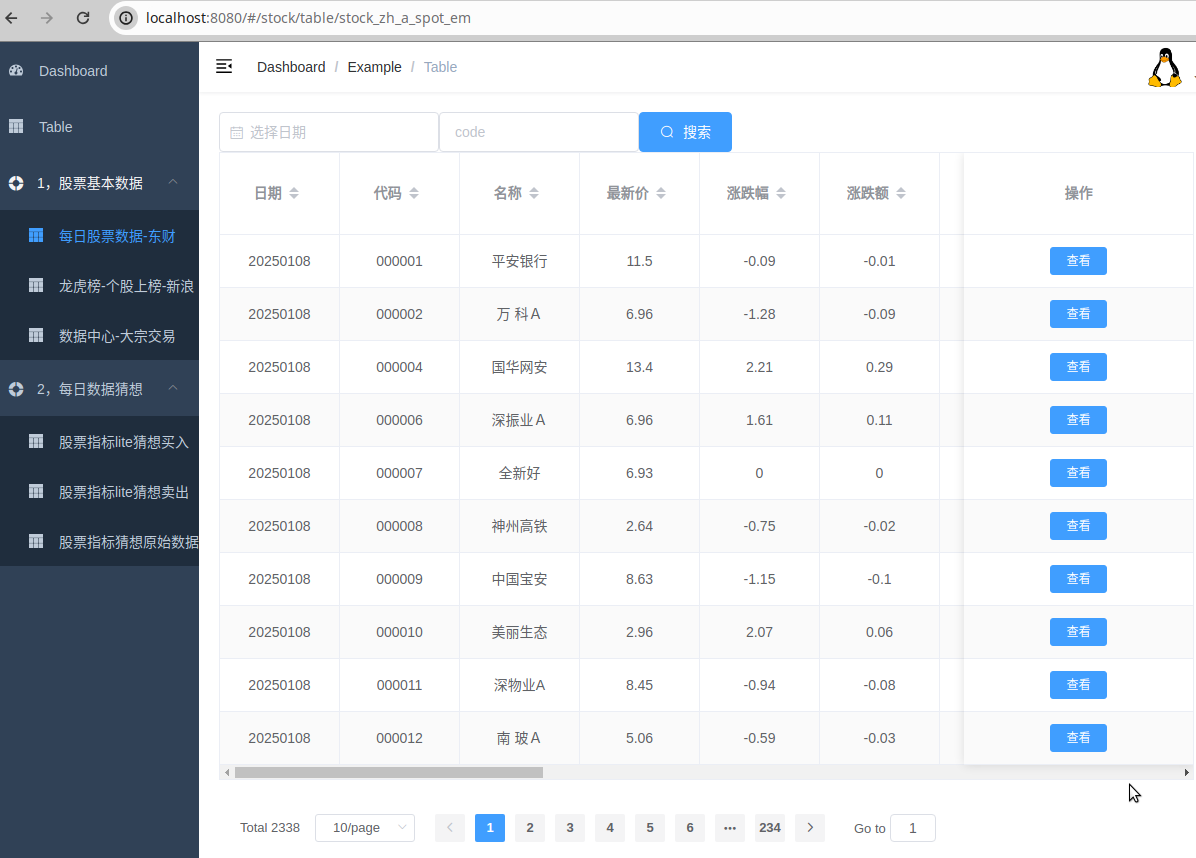 localhost:8080/#/stock/table/stock_zh_a_spot_em
Dashboard
Table
1，股票基本数据
每日股票数据-东财
龙虎榜-个股上榜-新浪
数据中心-大宗交易
2，每日数据猜想
股票指标lite猜想买入
股票指标lite猜想卖出
股票指标猜想原始数据
Dashboard / Example / Table
选择日期 code 搜索
日期 代码 名称 最新价 涨跌幅 涨跌额 操作
20250108 000001 平安银行 11.5 -0.09 -0.01 查看
20250108 000002 万 科Ａ 6.96 -1.28 -0.09 查看
20250108 000004 国华网安 13.4 2.21 0.29 查看
20250108 000006 深振业Ａ 6.96 1.61 0.11 查看
20250108 000007 全新好 6.93 0 0 查看
20250108 000008 神州高铁 2.64 -0.75 -0.02 查看
20250108 000009 中国宝安 8.63 -1.15 -0.1 查看
20250108 000010 美丽生态 2.96 2.07 0.06 查看
20250108 000011 深物业A 8.45 -0.94 -0.08 查看
20250108 000012 南 玻Ａ 5.06 -0.59 -0.03 查看
Total 2338 10/page 1 2 3 4 5 6 ••• 234 Go to 1